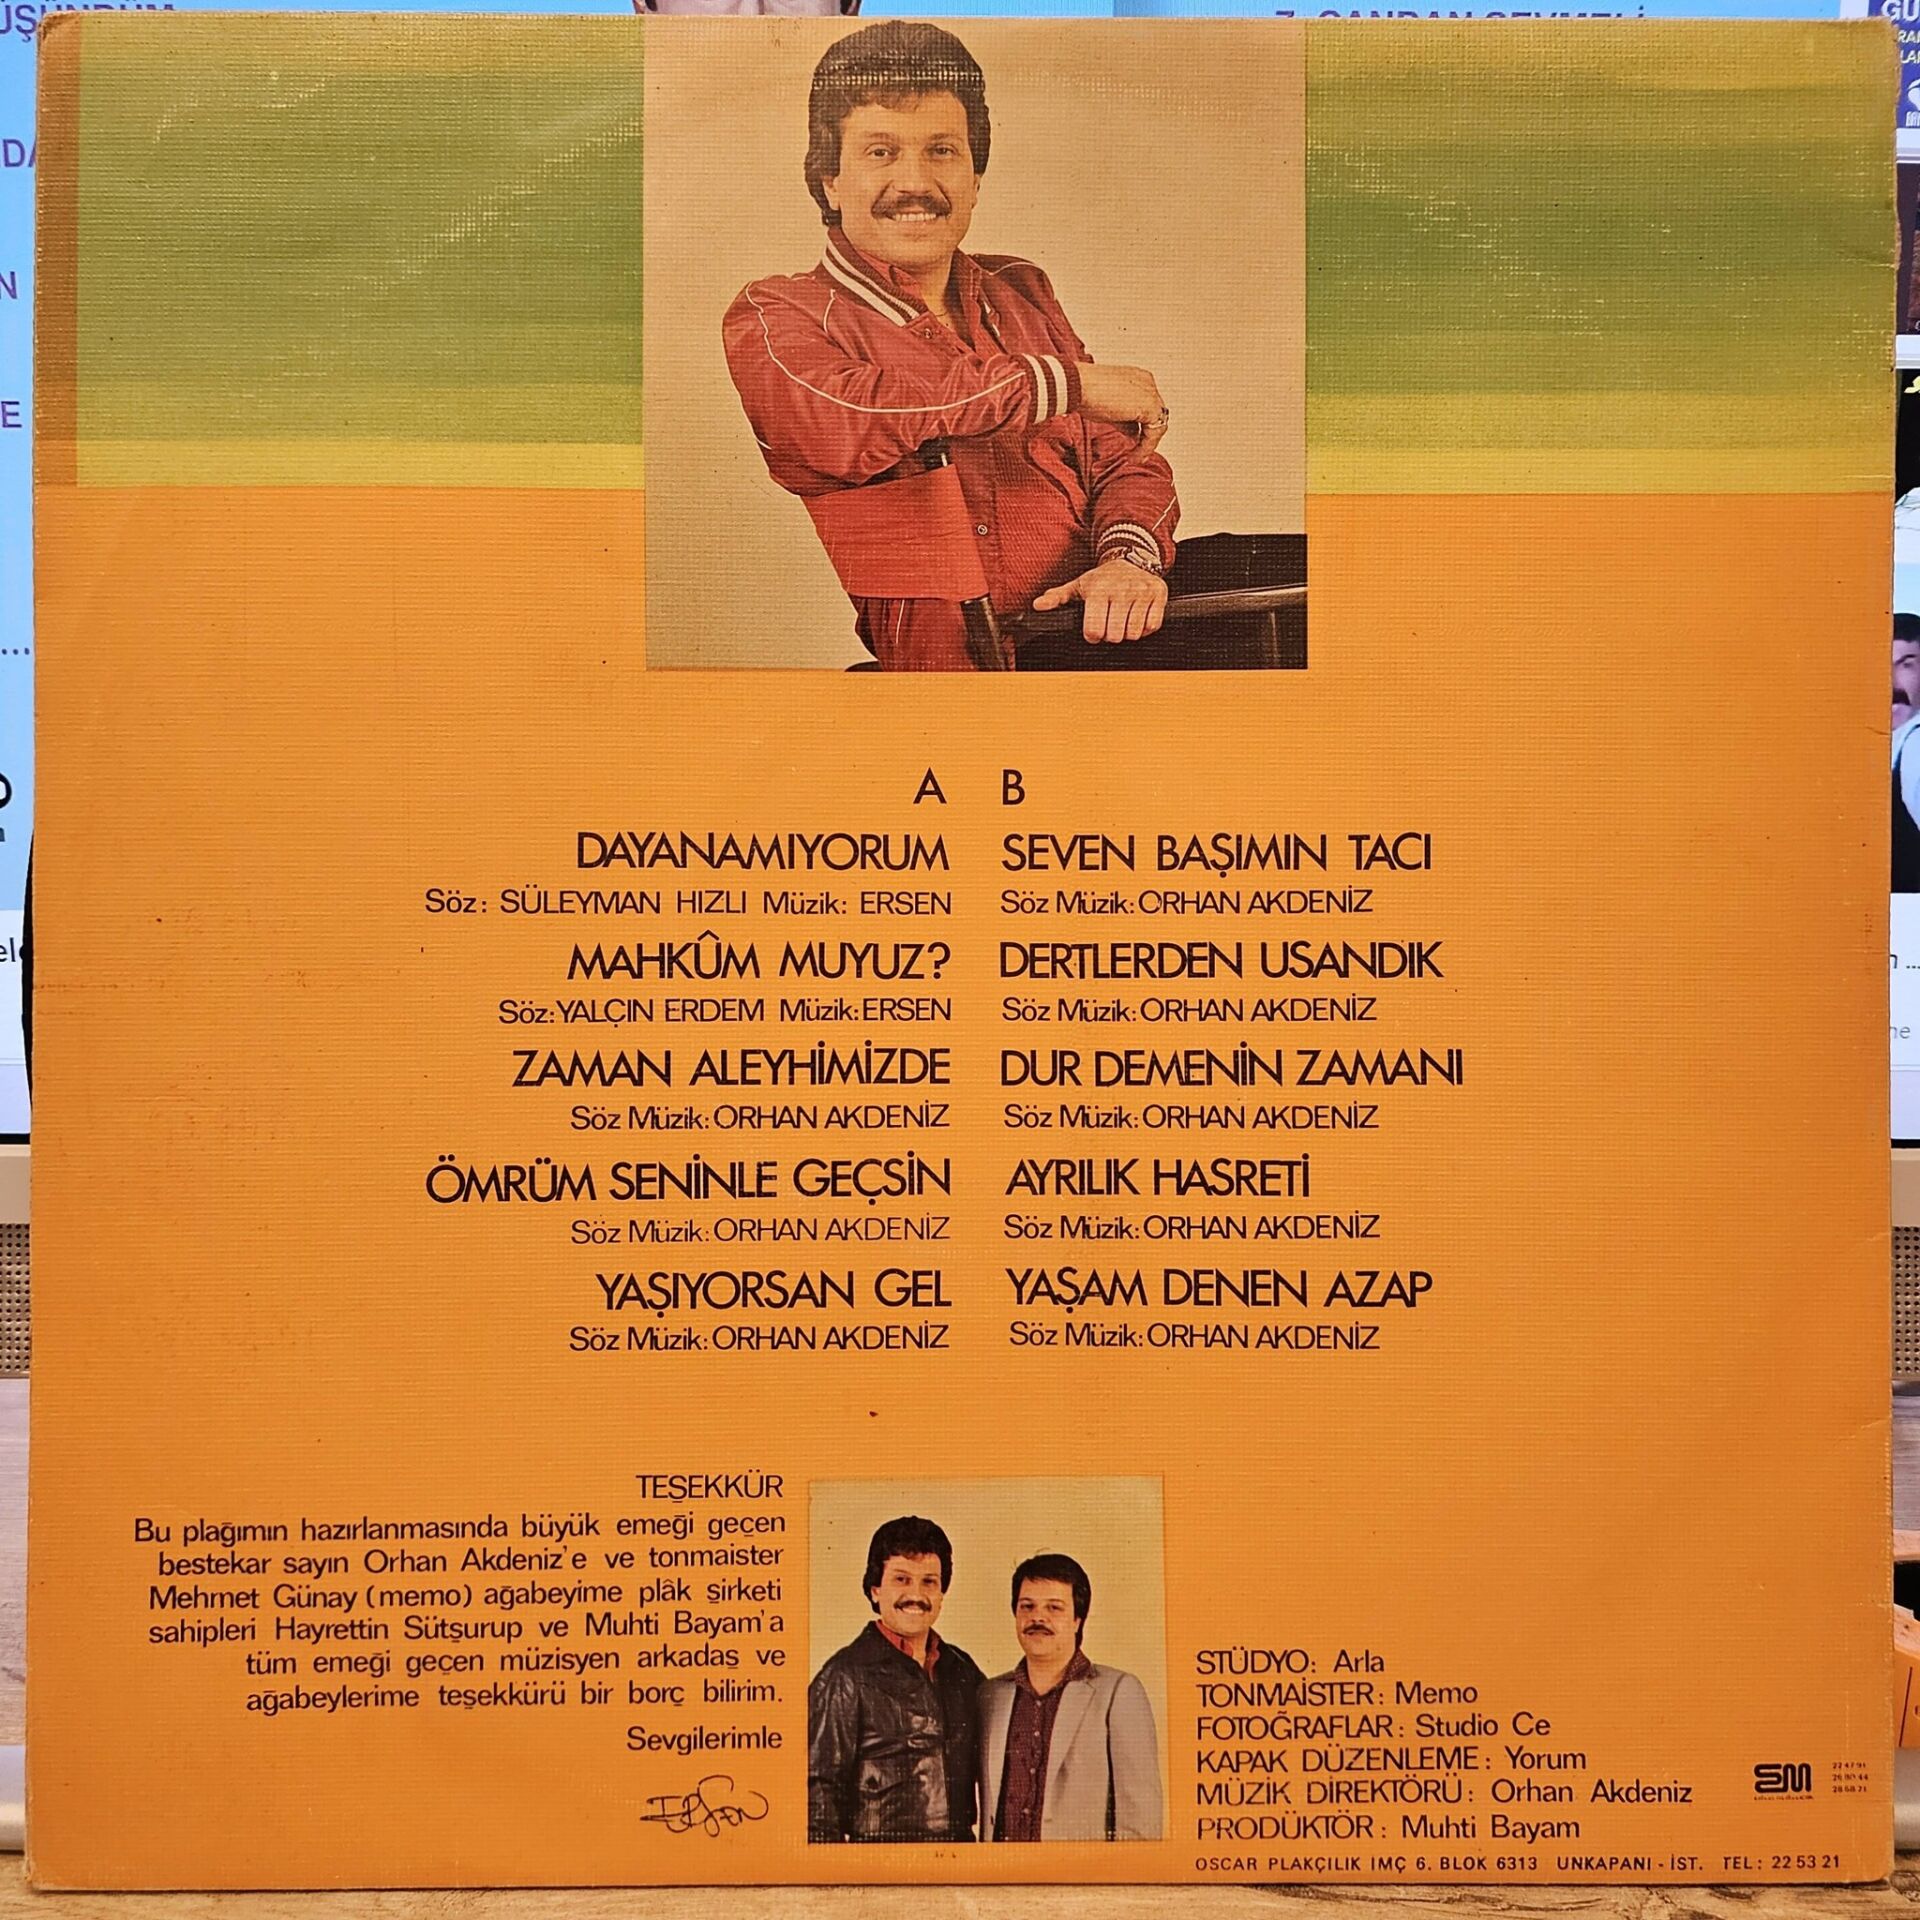 A
DAYANAMIYORUM
Söz: SÜLEYMAN HIZLI Müzik: ERSEN
MAHKÛM MUYUZ?
Söz: YALÇIN ERDEM Müzik: ERSEN
ZAMAN ALEYHİMİZDE
Söz Müzik: ORHAN AKDENİZ
ÖMRÜM SENİNLE GEÇSİN
Söz Müzik: ORHAN AKDENİZ
YAŞIYORSAN GEL
Söz Müzik: ORHAN AKDENİZ
B
SEVEN BAŞIMIN TACI
Söz Müzik: ORHAN AKDENİZ
DERTLERDEN USANDIK
Söz Müzik: ORHAN AKDENİZ
DUR DEMENİN ZAMANI
Söz Müzik: ORHAN AKDENİZ
AYRILIK HASRETİ
Söz Müzik: ORHAN AKDENİZ
YAŞAM DENEN AZAP
Söz Müzik: ORHAN AKDENİZ
TEŞEKKÜR
Bu plağımın hazırlanmasında büyük emeği geçen
bestekar sayın Orhan Akdeniz'e ve tonmaister
Mehmet Günay (memo) ağabeyime plâk şirketi
sahipleri Hayrettin Sütşurup ve Muhti Bayam'a
tüm emeği geçen müzisyen arkadaş ve
ağabeylerime teşekkürü bir borç bilirim.
Sevgilerimle
ERSEN
STÜDYO: Arla
TONMAİSTER: Memo
FOTOĞRAFLAR: Studio Ce
KAPAK DÜZENLEME: Yorum
MÜZİK DİREKTÖRÜ: Orhan Akdeniz
PRODÜKTÖR: Muhti Bayam
OSCAR PLAKÇILIK İMÇ 6. BLOK 6313 UNKAPANI - İST. TEL: 22 53 21